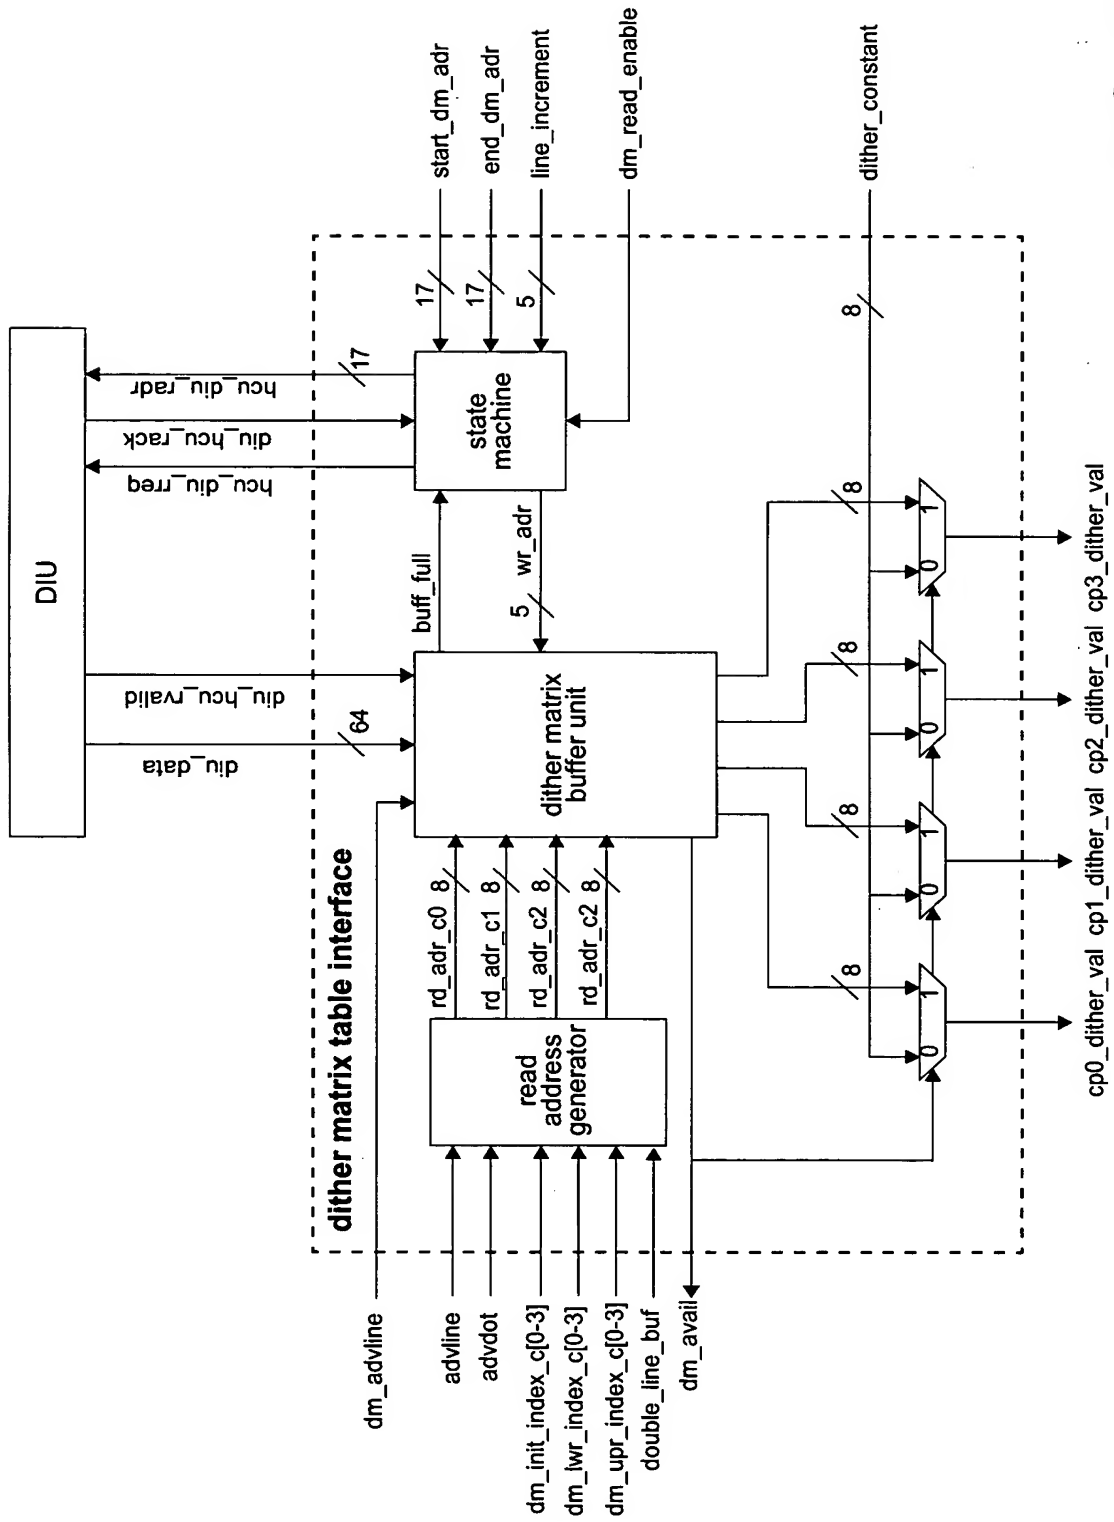 DIU
hcu_diu_radr
diu_hcu_rack
hcu_diu_rreq
diu_hcu_rvalid
diu_data
17
64
start_dm_adr
end_dm_adr
line_increment
dm_read_enable
17
17
5
state
machine
buff_full
wr_adr
5
dither matrix table interface
dm_advline
dither matrix
buffer unit
rd_adr_c0
8
rd_adr_c1
8
rd_adr_c2
8
rd_adr_c2
8
read
address
generator
advline
advdot
dm_init_index_c[0-3]
dm_lwr_index_c[0-3]
dm_upr_index_c[0-3]
double_line_buf
dm_avail
dither_constant
8
8
8
8
8
0 1
0 1
0 1
0 1
cp0_dither_val cp1_dither_val cp2_dither_val cp3_dither_val